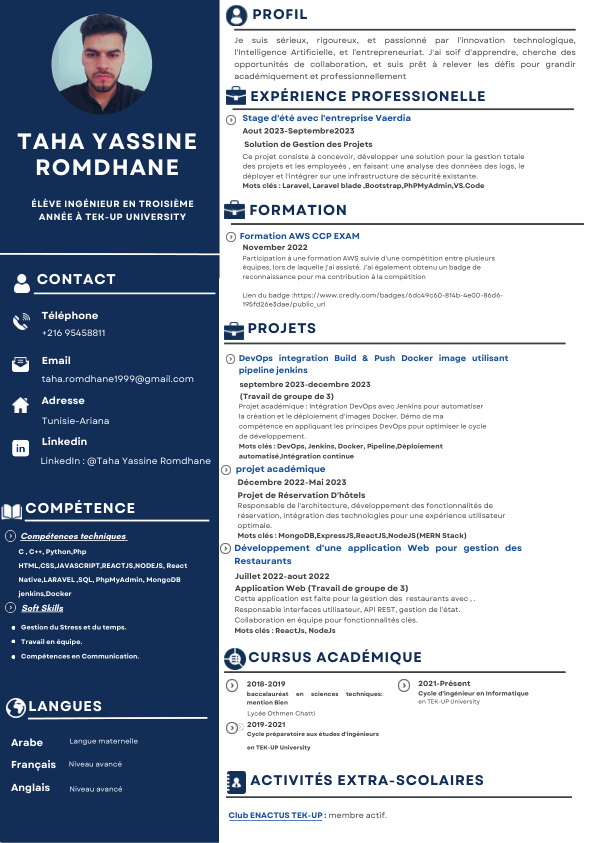 TAHA YASSINE
ROMDHANE
ÉLÈVE INGÉNIEUR EN TROISIÈME
ANNÉE À TEK-UP UNIVERSITY
CONTACT
Téléphone
+216 95458811
Email
taha.romdhane1999@gmail.com
Adresse
Tunisie-Ariana
Linkedin
LinkedIn : @Taha Yassine Romdhane
COMPÉTENCE
Compétences techniques
C , C++, Python,Php
HTML,CSS,JAVASCRIPT,REACTJS,NODEJS, React
Native,LARAVEL ,SQL, PhpMyAdmin, MongoDB
jenkins,Docker
Soft Skills
Gestion du Stress et du temps.
Travail en équipe.
Compétences en Communication.
LANGUES
Arabe Langue maternelle
Français Niveau avancé
Anglais Niveau avancé
PROFIL
Je suis sérieux, rigoureux, et passionné par l'innovation technologique,
l'Intelligence Artificielle, et l'entrepreneuriat. J'ai soif d'apprendre, cherche des
opportunités de collaboration, et suis prêt à relever les défis pour grandir
académiquement et professionnellement
EXPÉRIENCE PROFESSIONELLE
Stage d'été avec l'entreprise Vaerdia
Aout 2023-Septembre2023
Solution de Gestion des Projets
Ce projet consiste à concevoir, développer une solution pour la gestion totale
des projets et les employées , en faisant une analyse des données des logs, le
déployer et l'intégrer sur une infrastructure de sécurité existante.
Mots clés : Laravel, Laravel blade ,Bootstrap,PhPMyAdmin,VS.Code
FORMATION
Formation AWS CCP EXAM
November 2022
Participation à une formation AWS suivie d'une compétition entre plusieurs
équipes, lors de laquelle j'ai assisté. J'ai également obtenu un badge de
reconnaissance pour ma contribution à la compétition
Lien du badge :https://www.credly.com/badges/6dc49c60-814b-4e00-86d6-
195fd26e3dae/public_url
PROJETS
DevOps integration Build & Push Docker image utilisant
pipeline jenkins
septembre 2023-decembre 2023
(Travail de groupe de 3)
Projet académique : Intégration DevOps avec Jenkins pour automatiser
la création et le déploiement d'images Docker. Démo de ma
compétence en appliquant les principes DevOps pour optimiser le cycle
de développement.
Mots clés : DevOps, Jenkins, Docker, Pipeline,Déploiement
automatisé,Intégration continue
projet académique
Décembre 2022-Mai 2023
Projet de Réservation D'hôtels
Responsable de l'architecture, développement des fonctionnalités de
réservation, intégration des technologies pour une expérience utilisateur
optimale.
Mots clés : MongoDB,ExpressJS,ReactJS,NodeJS(MERN Stack)
Développement d'une application Web pour gestion des
Restaurants
Juillet 2022-aout 2022
Application Web (Travail de groupe de 3)
Cette application est faite pour la gestion des restaurants avec , .
Responsable interfaces utilisateur, API REST, gestion de l'état.
Collaboration en équipe pour fonctionnalités clés.
Mots clés : ReactJs, NodeJs
CURSUS ACADÉMIQUE
2018-2019
baccalauréat en sciences techniques:
mention Bien
Lycée Othmen Chatti
2019-2021
Cycle préparatoire aux études d'ingénieurs
en TEK-UP University
2021-Présent
Cycle d'ingénieur en Informatique
en TEK-UP University
ACTIVITÉS EXTRA-SCOLAIRES
Club ENACTUS TEK-UP : membre actif.